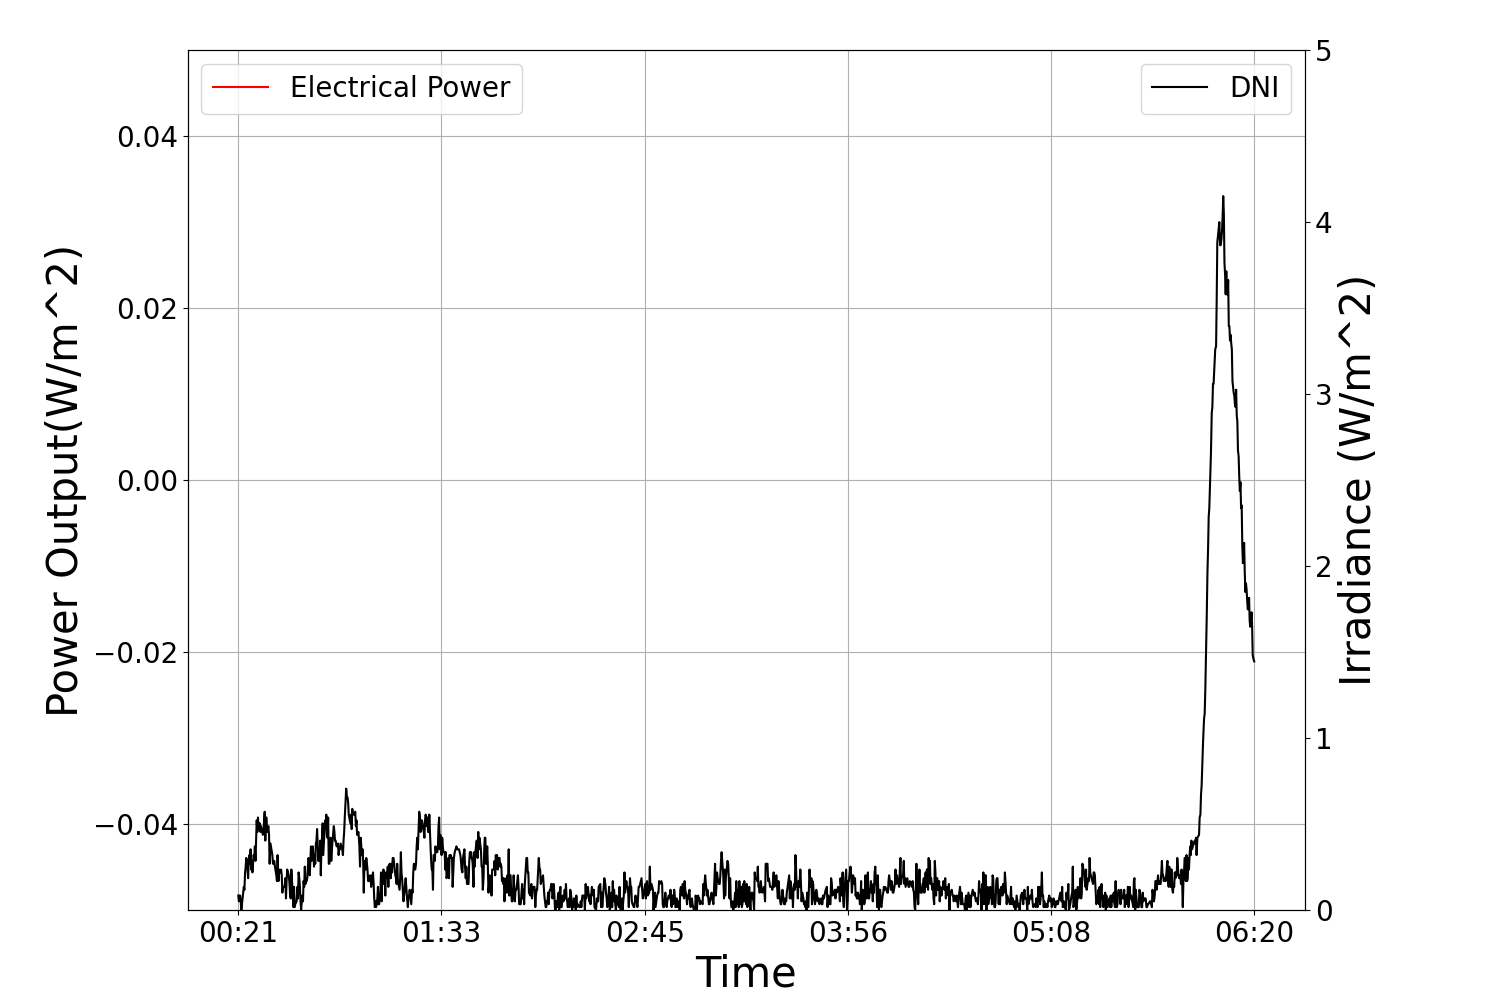 Electrical Power
DNI
5
0.04
4
0.02
3
0.00
2
−0.02
1
−0.04
0
Power Output(W/m^2)
Irradiance (W/m^2)
00:21 01:33 02:45 03:56 05:08 06:20
Time